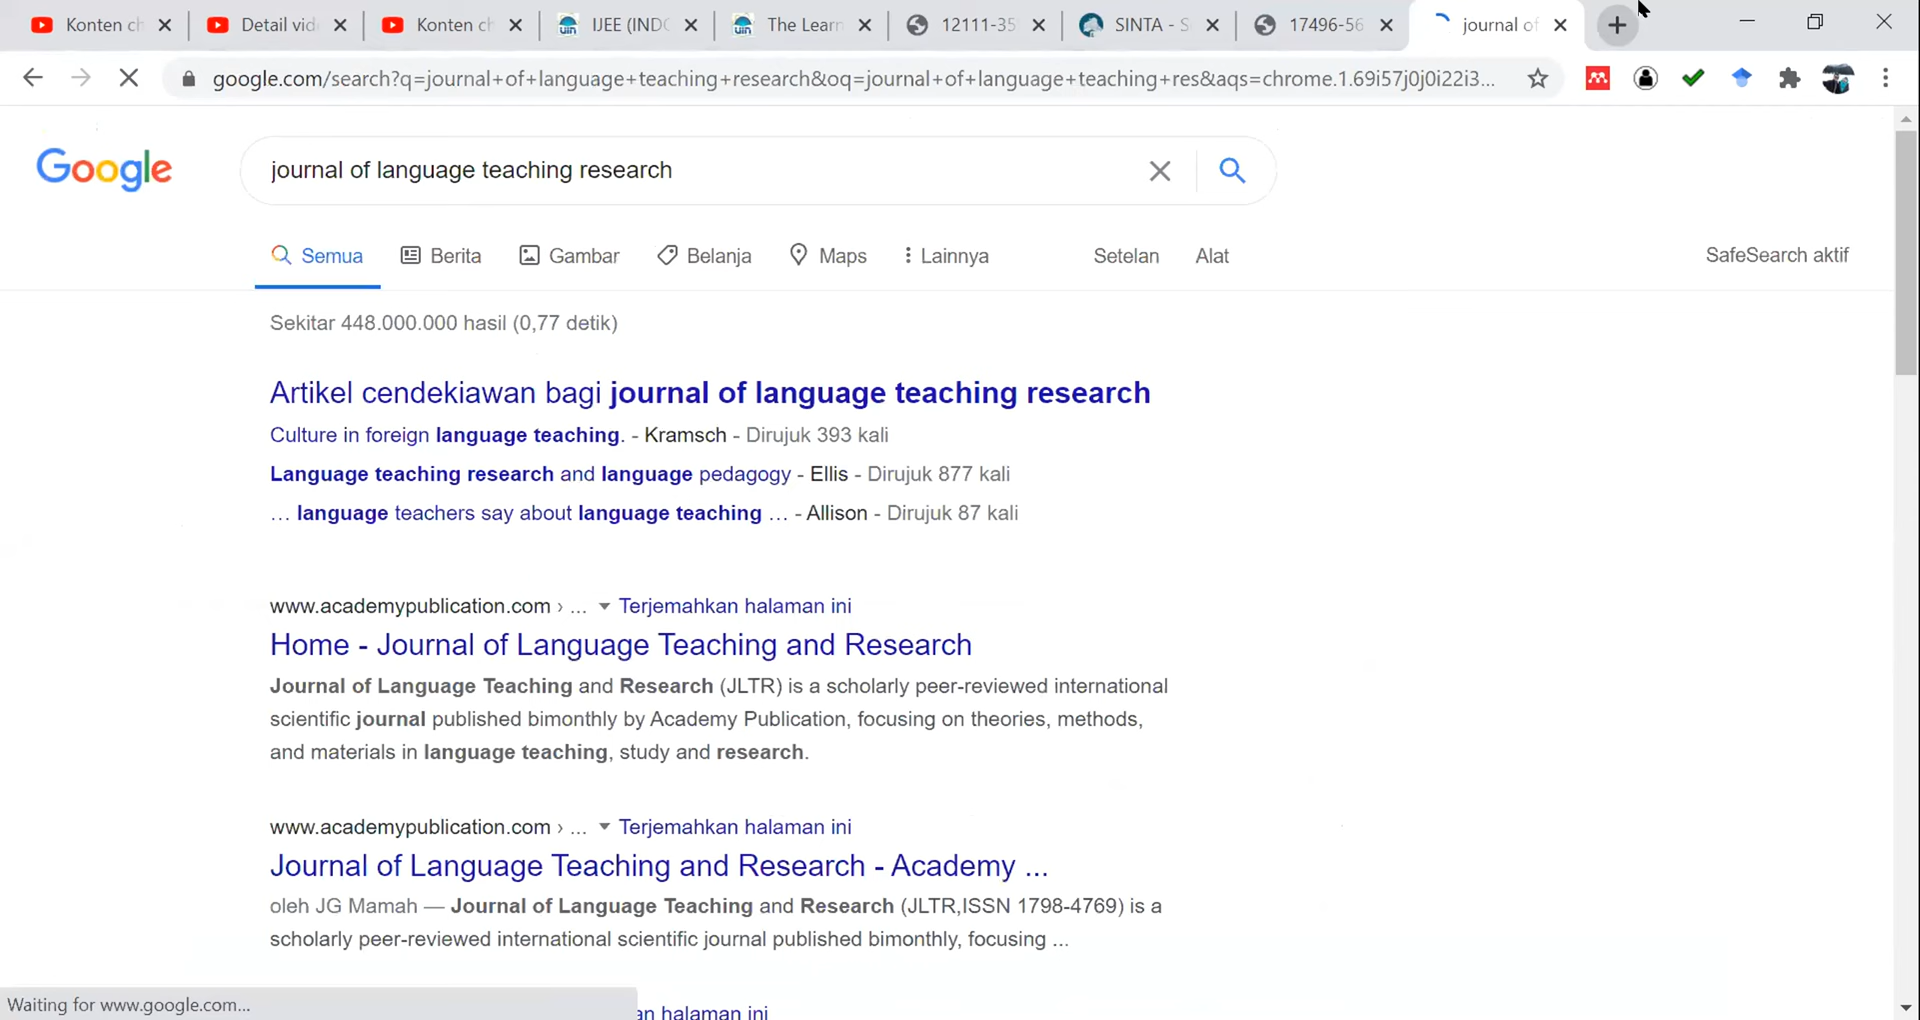 Konten ch
Detail vid
Konten ch
IJEE (INDO
The Learn
12111-35
SINTA - S
17496-56
journal of
google.com/search?q=journal+of+language+teaching+research&oq=journal+of+language+teaching+res&aqs=chrome.1.69i57j0j0i22i3...
Google
journal of language teaching research
Semua
Berita
Gambar
Belanja
Maps
Lainnya
Setelan
Alat
SafeSearch aktif
Sekitar 448.000.000 hasil (0,77 detik)
Artikel cendekiawan bagi journal of language teaching research
Culture in foreign language teaching. - Kramsch - Dirujuk 393 kali
Language teaching research and language pedagogy - Ellis - Dirujuk 877 kali
... language teachers say about language teaching ... - Allison - Dirujuk 87 kali
www.academypublication.com › ... Terjemahkan halaman ini
Home - Journal of Language Teaching and Research
Journal of Language Teaching and Research (JLTR) is a scholarly peer-reviewed international
scientific journal published bimonthly by Academy Publication, focusing on theories, methods,
and materials in language teaching, study and research.
www.academypublication.com › ... Terjemahkan halaman ini
Journal of Language Teaching and Research - Academy ...
oleh JG Mamah — Journal of Language Teaching and Research (JLTR,ISSN 1798-4769) is a
scholarly peer-reviewed international scientific journal published bimonthly, focusing ...
Waiting for www.google.com...
an halaman ini